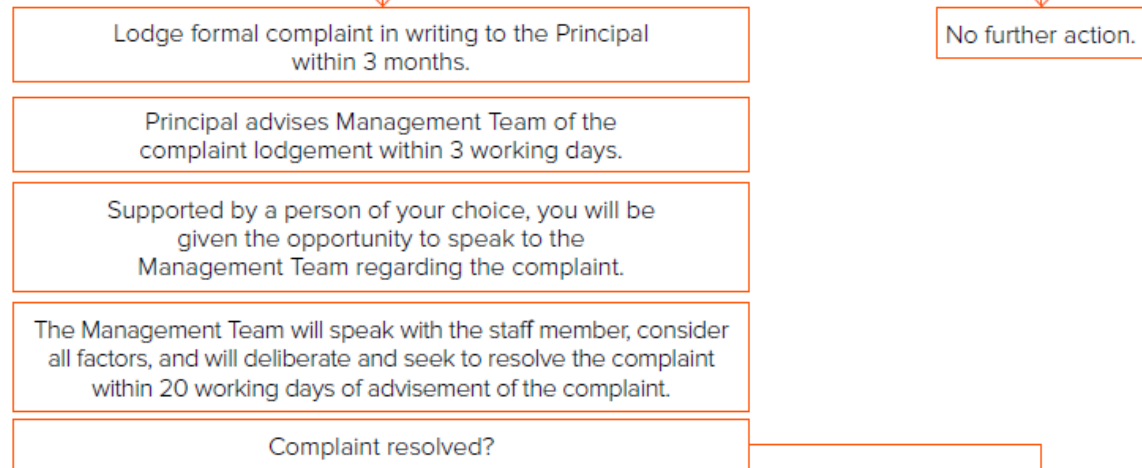 Lodge formal complaint in writing to the Principal
within 3 months.
No further action.
Principal advises Management Team of the
complaint lodgement within 3 working days.
Supported by a person of your choice, you will be
given the opportunity to speak to the
Management Team regarding the complaint.
The Management Team will speak with the staff member, consider
all factors, and will deliberate and seek to resolve the complaint
within 20 working days of advisement of the complaint.
Complaint resolved?